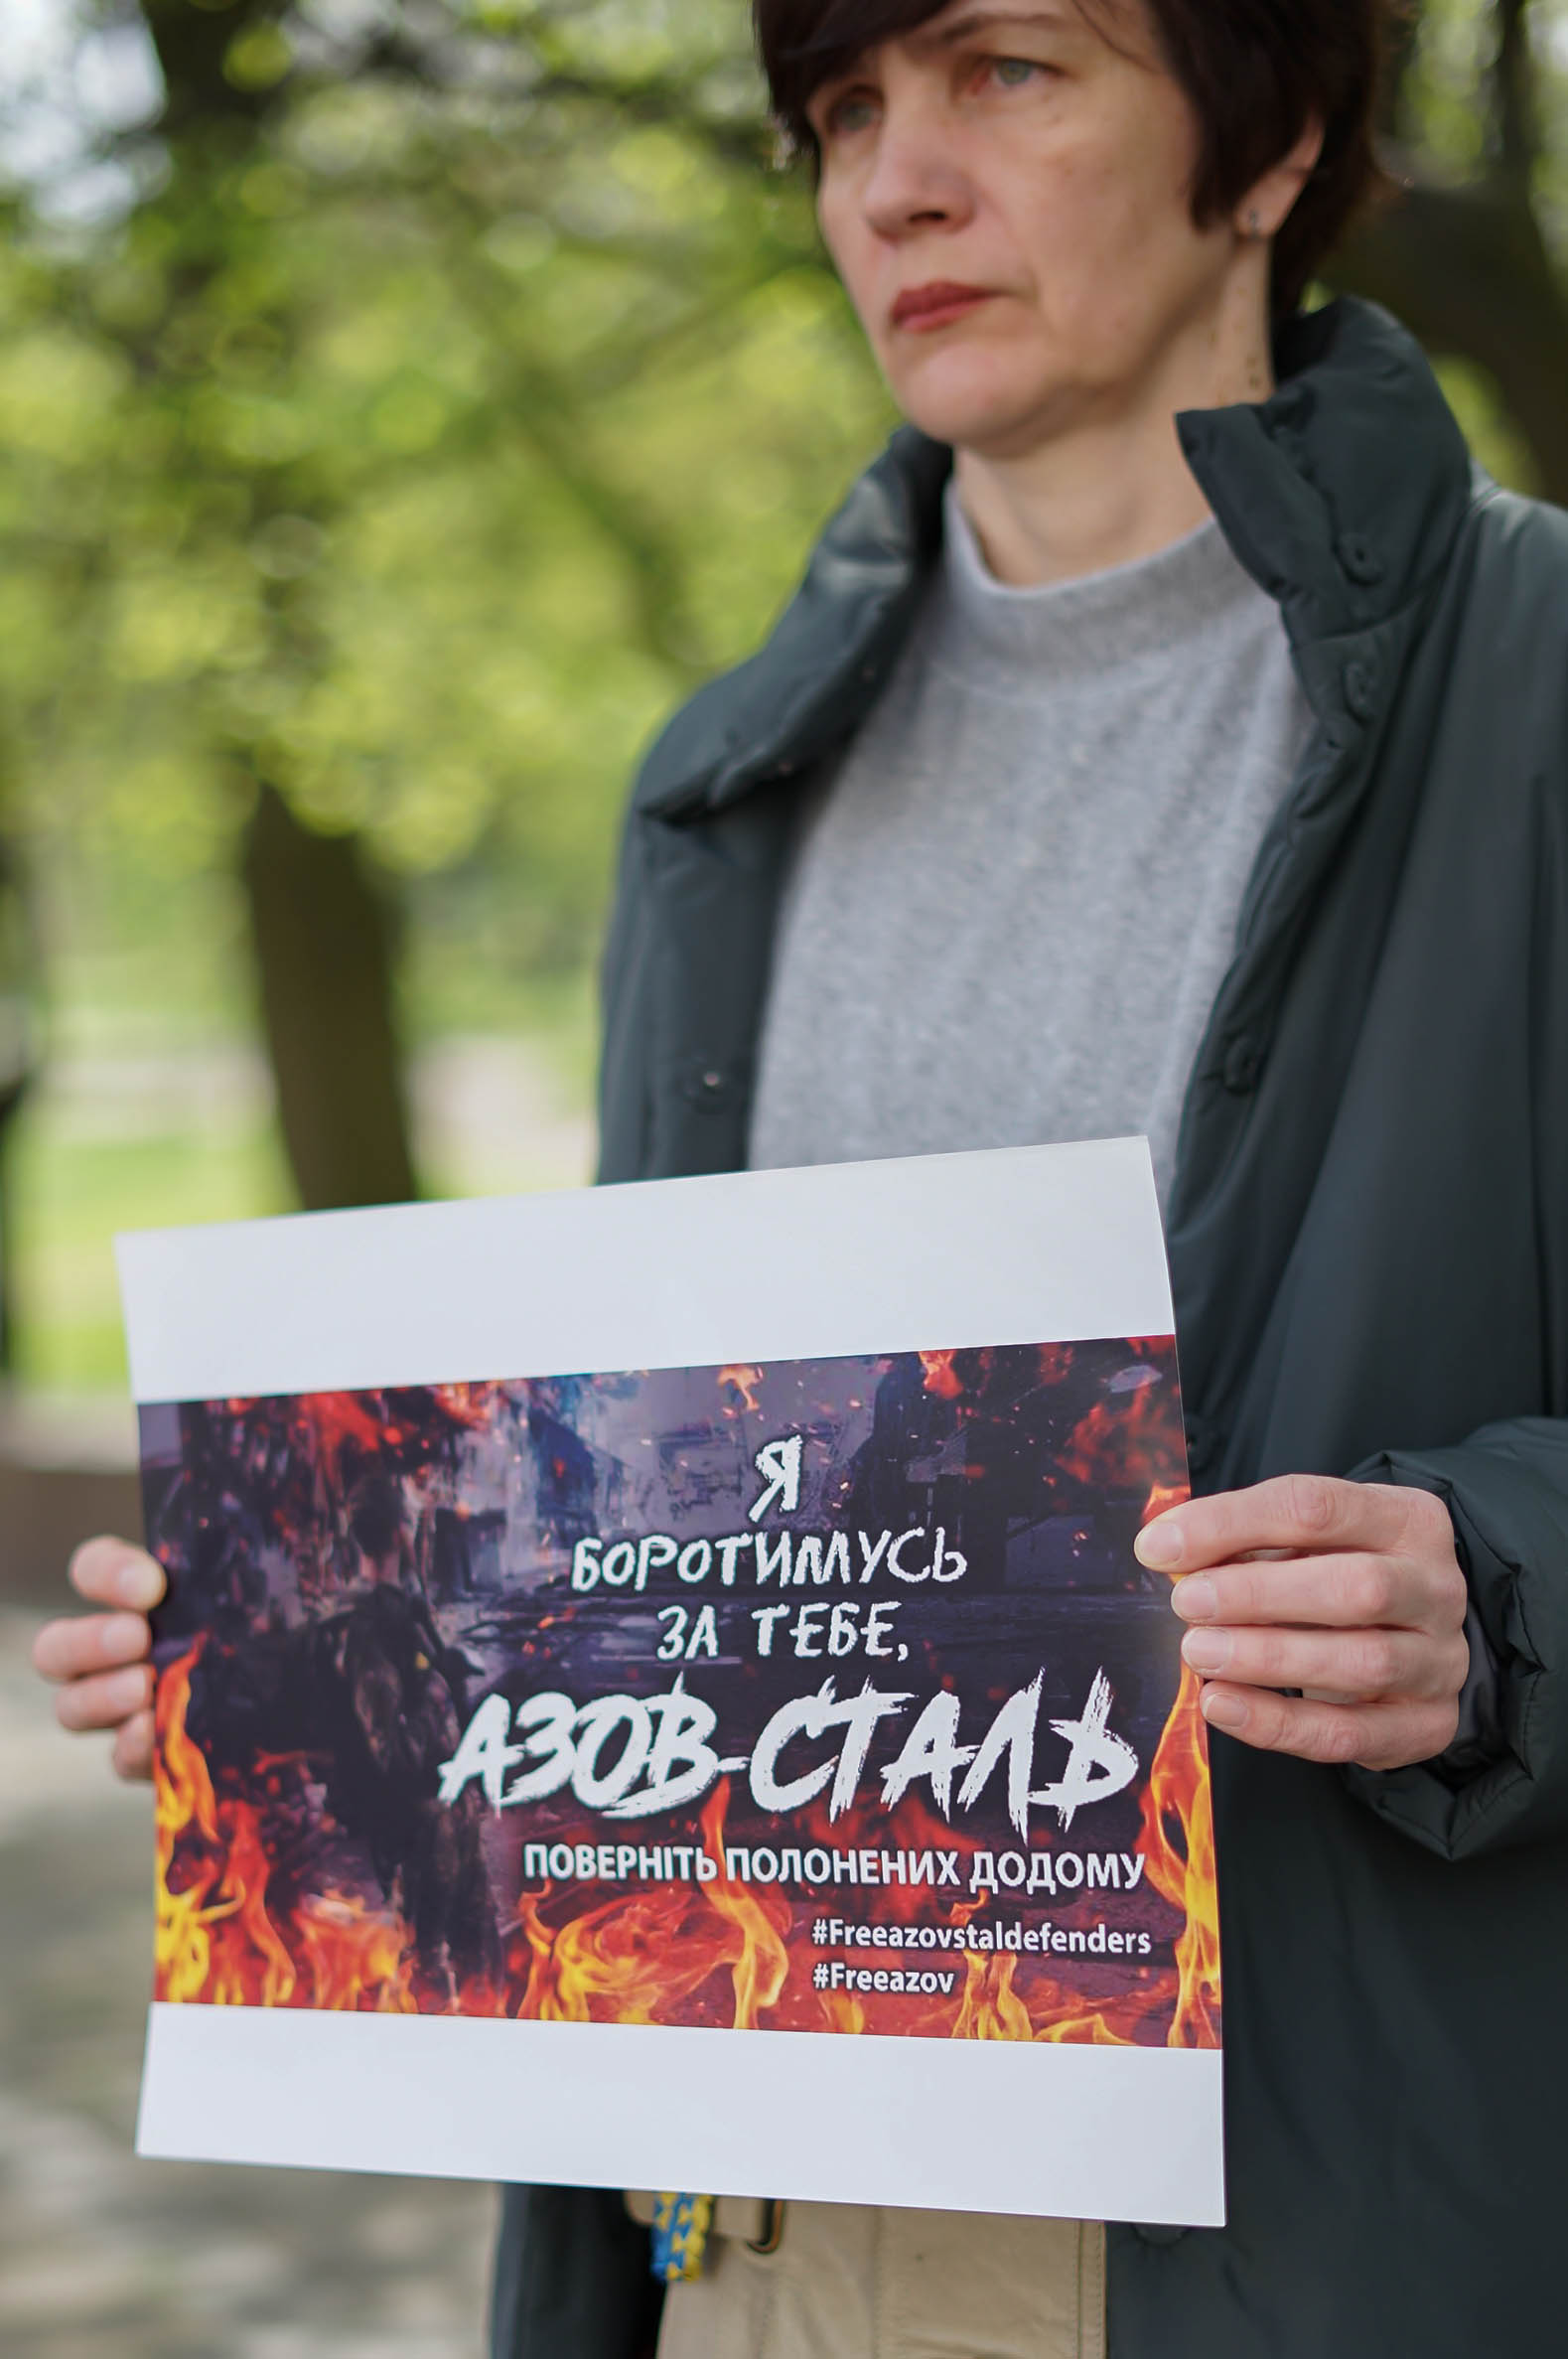 Я
БОРОТИМУСЬ
ЗА ТЕБЕ,
АЗОВ-СТАЛЬ
ПОВЕРНІТЬ ПОЛОНЕНИХ ДОДОМУ
#Freeazovstaldefenders
#Freeazov